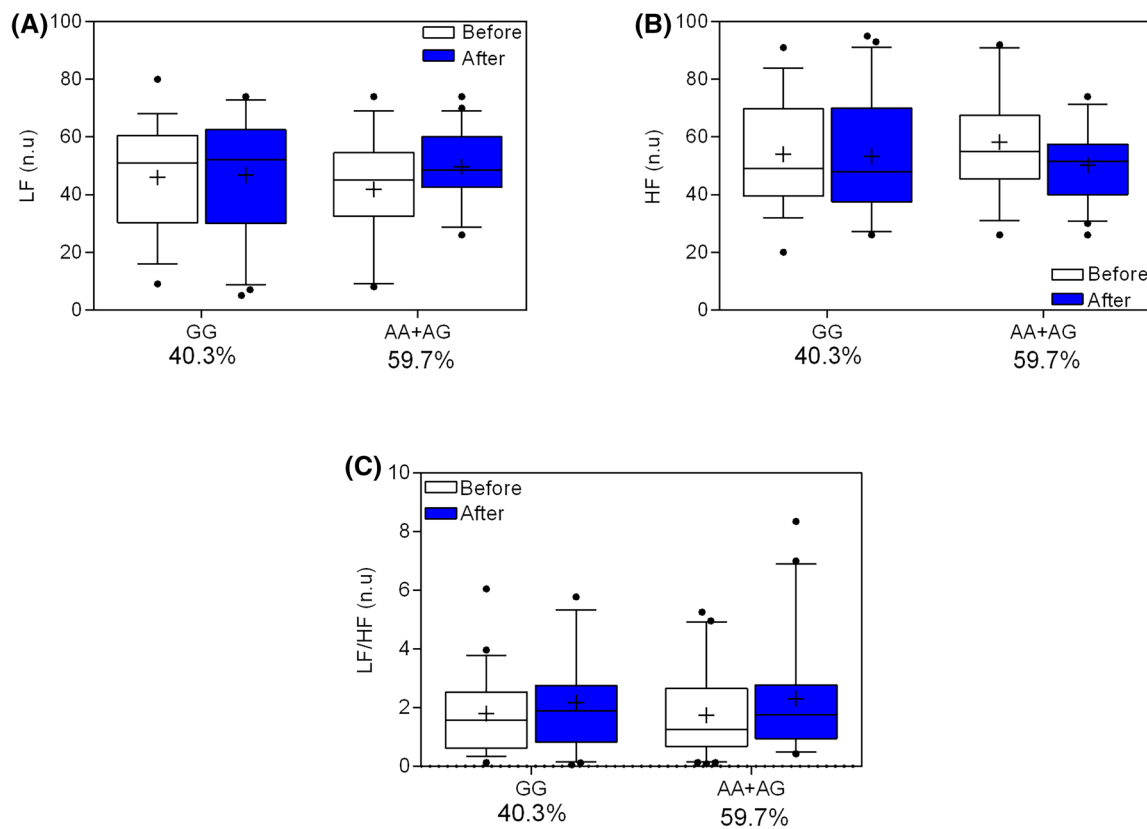 (A)
100
80
60
40
20
0
LF (n.u)
Before
After
GG
AA+AG
40.3%
59.7%
(B)
100
80
60
40
20
0
HF (n.u)
Before
After
GG
AA+AG
40.3%
59.7%
(C)
10
8
6
4
2
0
LF/HF (n.u)
Before
After
GG
AA+AG
40.3%
59.7%